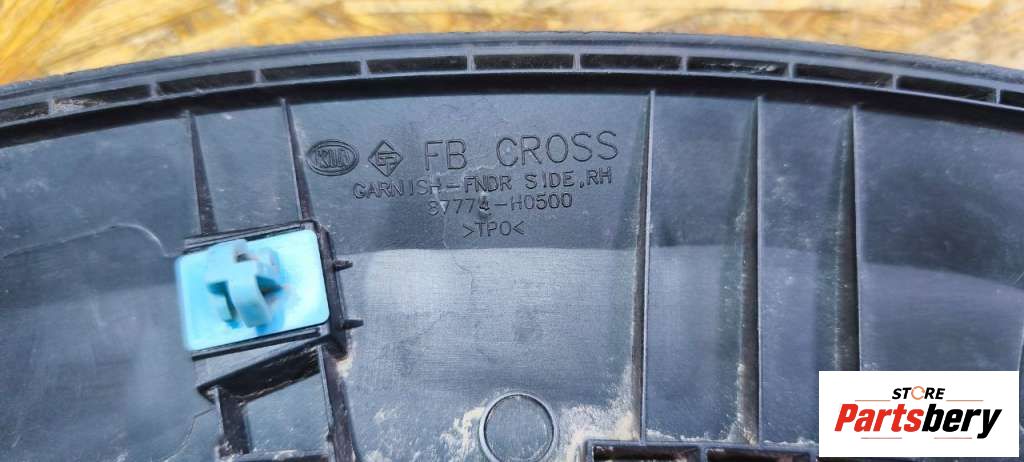 KIA FB CROSS
GARNISH-FNDR SIDE,RH
87774-H0500
>TPO<
STORE
Partsbery